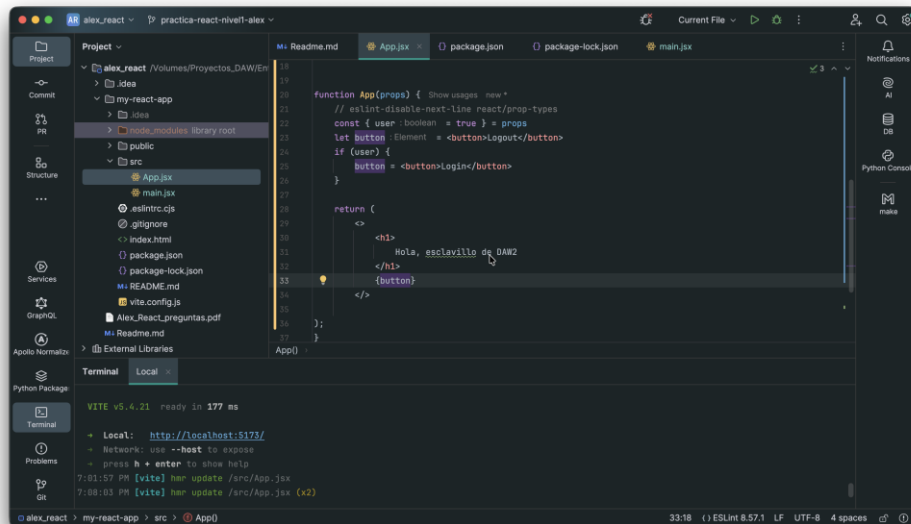 AR alex_react practica-react-nivel1-alex Current File
Project
Commit
PR
Structure
Services
GraphQL
Apollo Normalize
Python Package
Terminal
Problems
Git
Project
alex_react /Volumes/Proyectos_DAW/En
.idea
my-react-app
.idea
node_modules library root
public
src
App.jsx
main.jsx
.eslintrc.cjs
.gitignore
index.html
package.json
package-lock.json
README.md
vite.config.js
Alex_React_preguntas.pdf
Readme.md
External Libraries
Readme.md App.jsx package.json package-lock.json main.jsx
3
18
19
20 function App(props) { Show usages new *
21 // eslint-disable-next-line react/prop-types
22 const { user : boolean = true } = props
23 let button : Element = <button>Logout</button>
24 if (user) {
25 button = <button>Login</button>
26 }
27
28 return (
29 <>
30 <h1>
31 Hola, esclavillo de DAW2
32 </h1>
33 {button}
34 </>
35
36 );
37 }
App()
Notifications
AI
DB
Python Consol
make
Terminal Local
VITE v5.4.21 ready in 177 ms
➜ Local: http://localhost:5173/
➜ Network: use --host to expose
➜ press h + enter to show help
7:01:57 PM [vite] hmr update /src/App.jsx
7:08:03 PM [vite] hmr update /src/App.jsx (x2)
alex_react > my-react-app > src > App() 33:18 {} ESLint 8.57.1 LF UTF-8 4 spaces